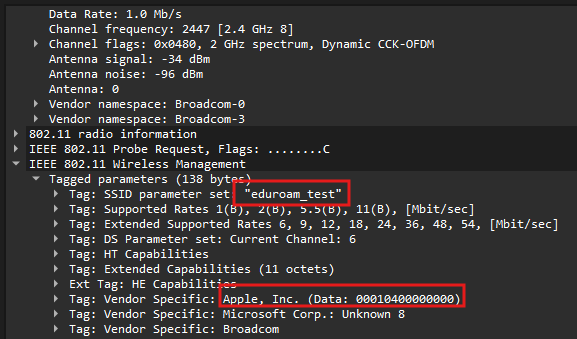 Data Rate: 1.0 Mb/s
Channel frequency: 2447 [2.4 GHz 8]
Channel flags: 0x0480, 2 GHz spectrum, Dynamic CCK-OFDM
Antenna signal: -34 dBm
Antenna noise: -96 dBm
Antenna: 0
Vendor namespace: Broadcom-0
Vendor namespace: Broadcom-3
802.11 radio information
IEEE 802.11 Probe Request, Flags: ........C
IEEE 802.11 Wireless Management
Tagged parameters (138 bytes)
Tag: SSID parameter set: "eduroam_test"
Tag: Supported Rates 1(B), 2(B), 5.5(B), 11(B), [Mbit/sec]
Tag: Extended Supported Rates 6, 9, 12, 18, 24, 36, 48, 54, [Mbit/sec]
Tag: DS Parameter set: Current Channel: 6
Tag: HT Capabilities
Tag: Extended Capabilities (11 octets)
Ext Tag: HE Capabilities
Tag: Vendor Specific: Apple, Inc. (Data: 00010400000000)
Tag: Vendor Specific: Microsoft Corp.: Unknown 8
Tag: Vendor Specific: Broadcom